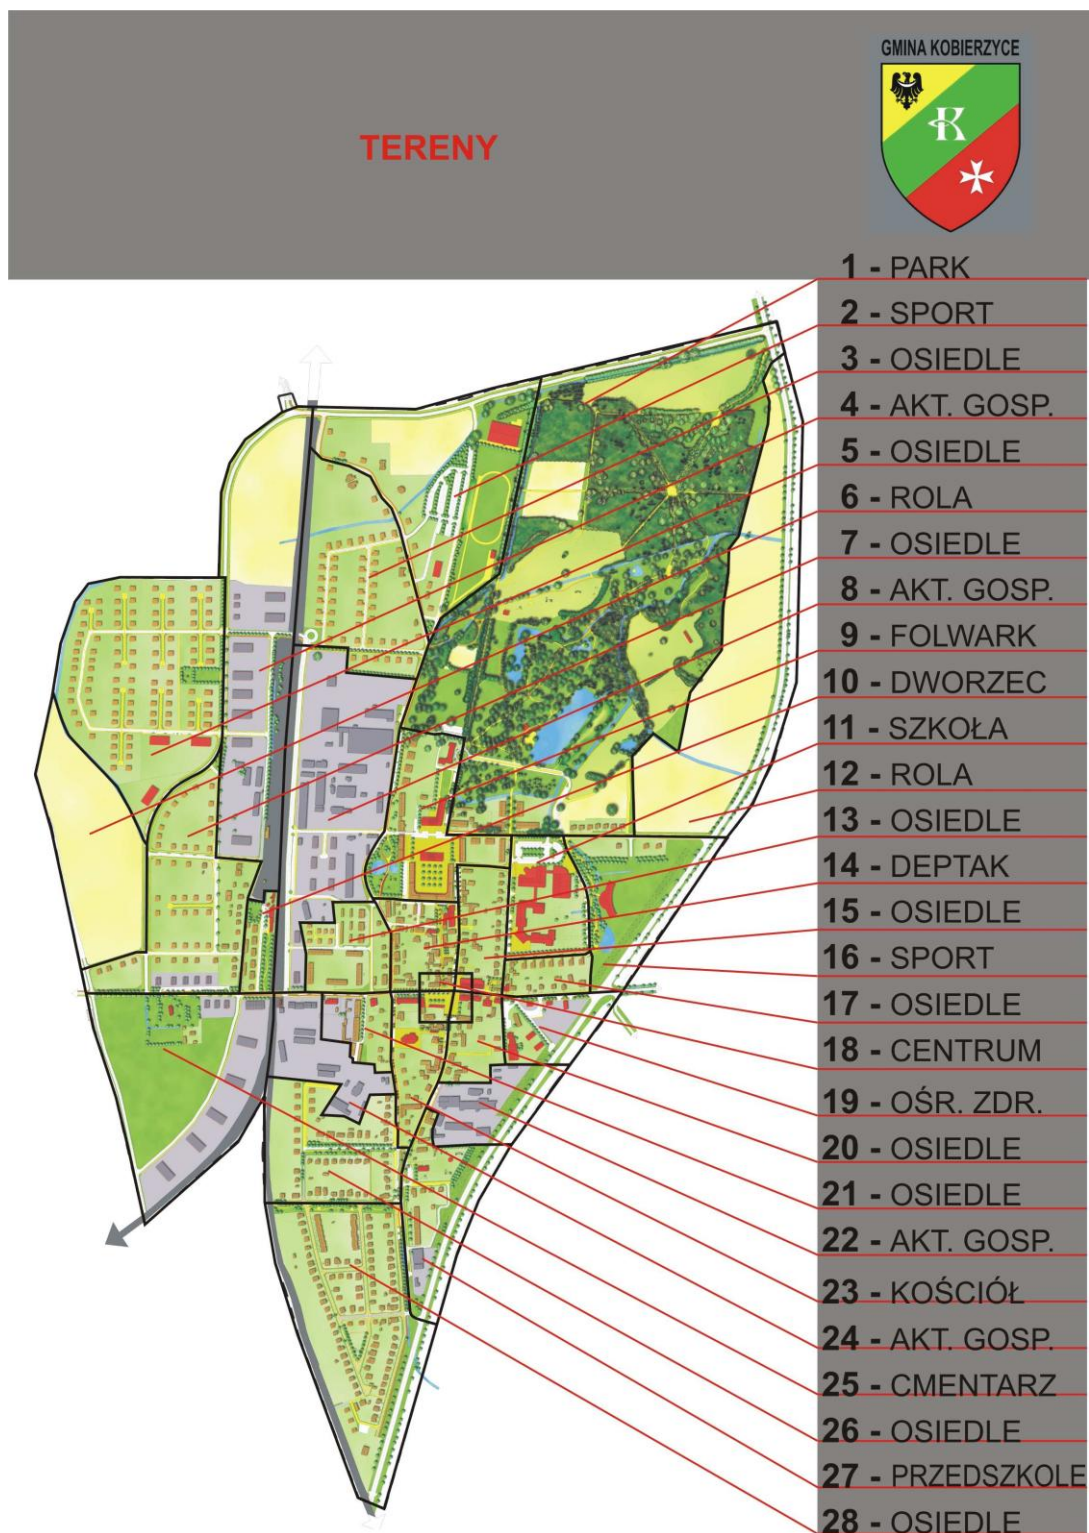 GMINA KOBIERZYCE
K
TERENY
1 - PARK
2 - SPORT
3 - OSIEDLE
4 - AKT. GOSP.
5 - OSIEDLE
6 - ROLA
7 - OSIEDLE
8 - AKT. GOSP.
9 - FOLWARK
10 - DWORZEC
11 - SZKOŁA
12 - ROLA
13 - OSIEDLE
14 - DEPTAK
15 - OSIEDLE
16 - SPORT
17 - OSIEDLE
18 - CENTRUM
19 - OŚR. ZDR.
20 - OSIEDLE
21 - OSIEDLE
22 - AKT. GOSP.
23 - KOŚCIÓŁ
24 - AKT. GOSP.
25 - CMENTARZ
26 - OSIEDLE
27 - PRZEDSZKOLE
28 - OSIEDLE